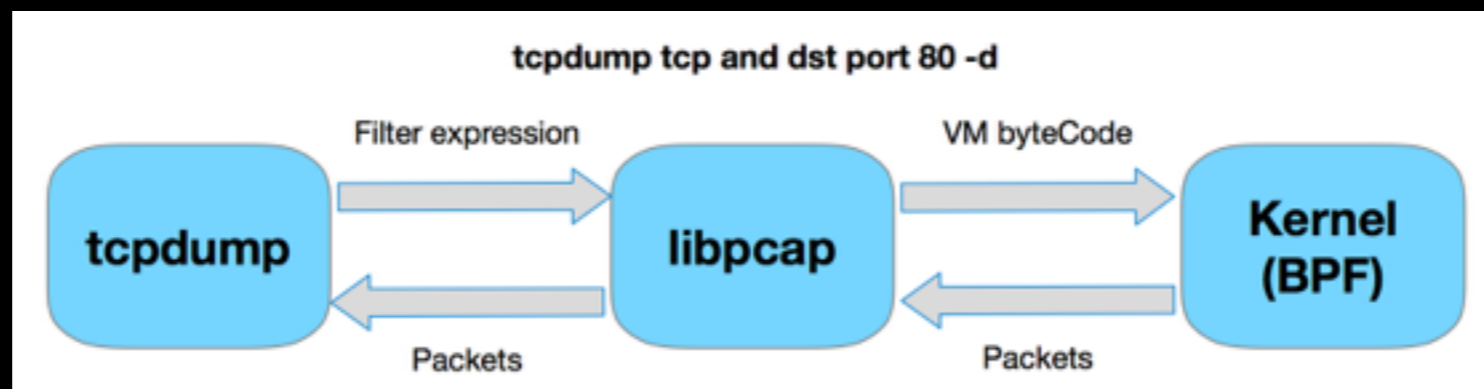 tcpdump tcp and dst port 80 -d
Filter expression
VM byteCode
tcpdump
libpcap
Kernel
(BPF)
Packets
Packets